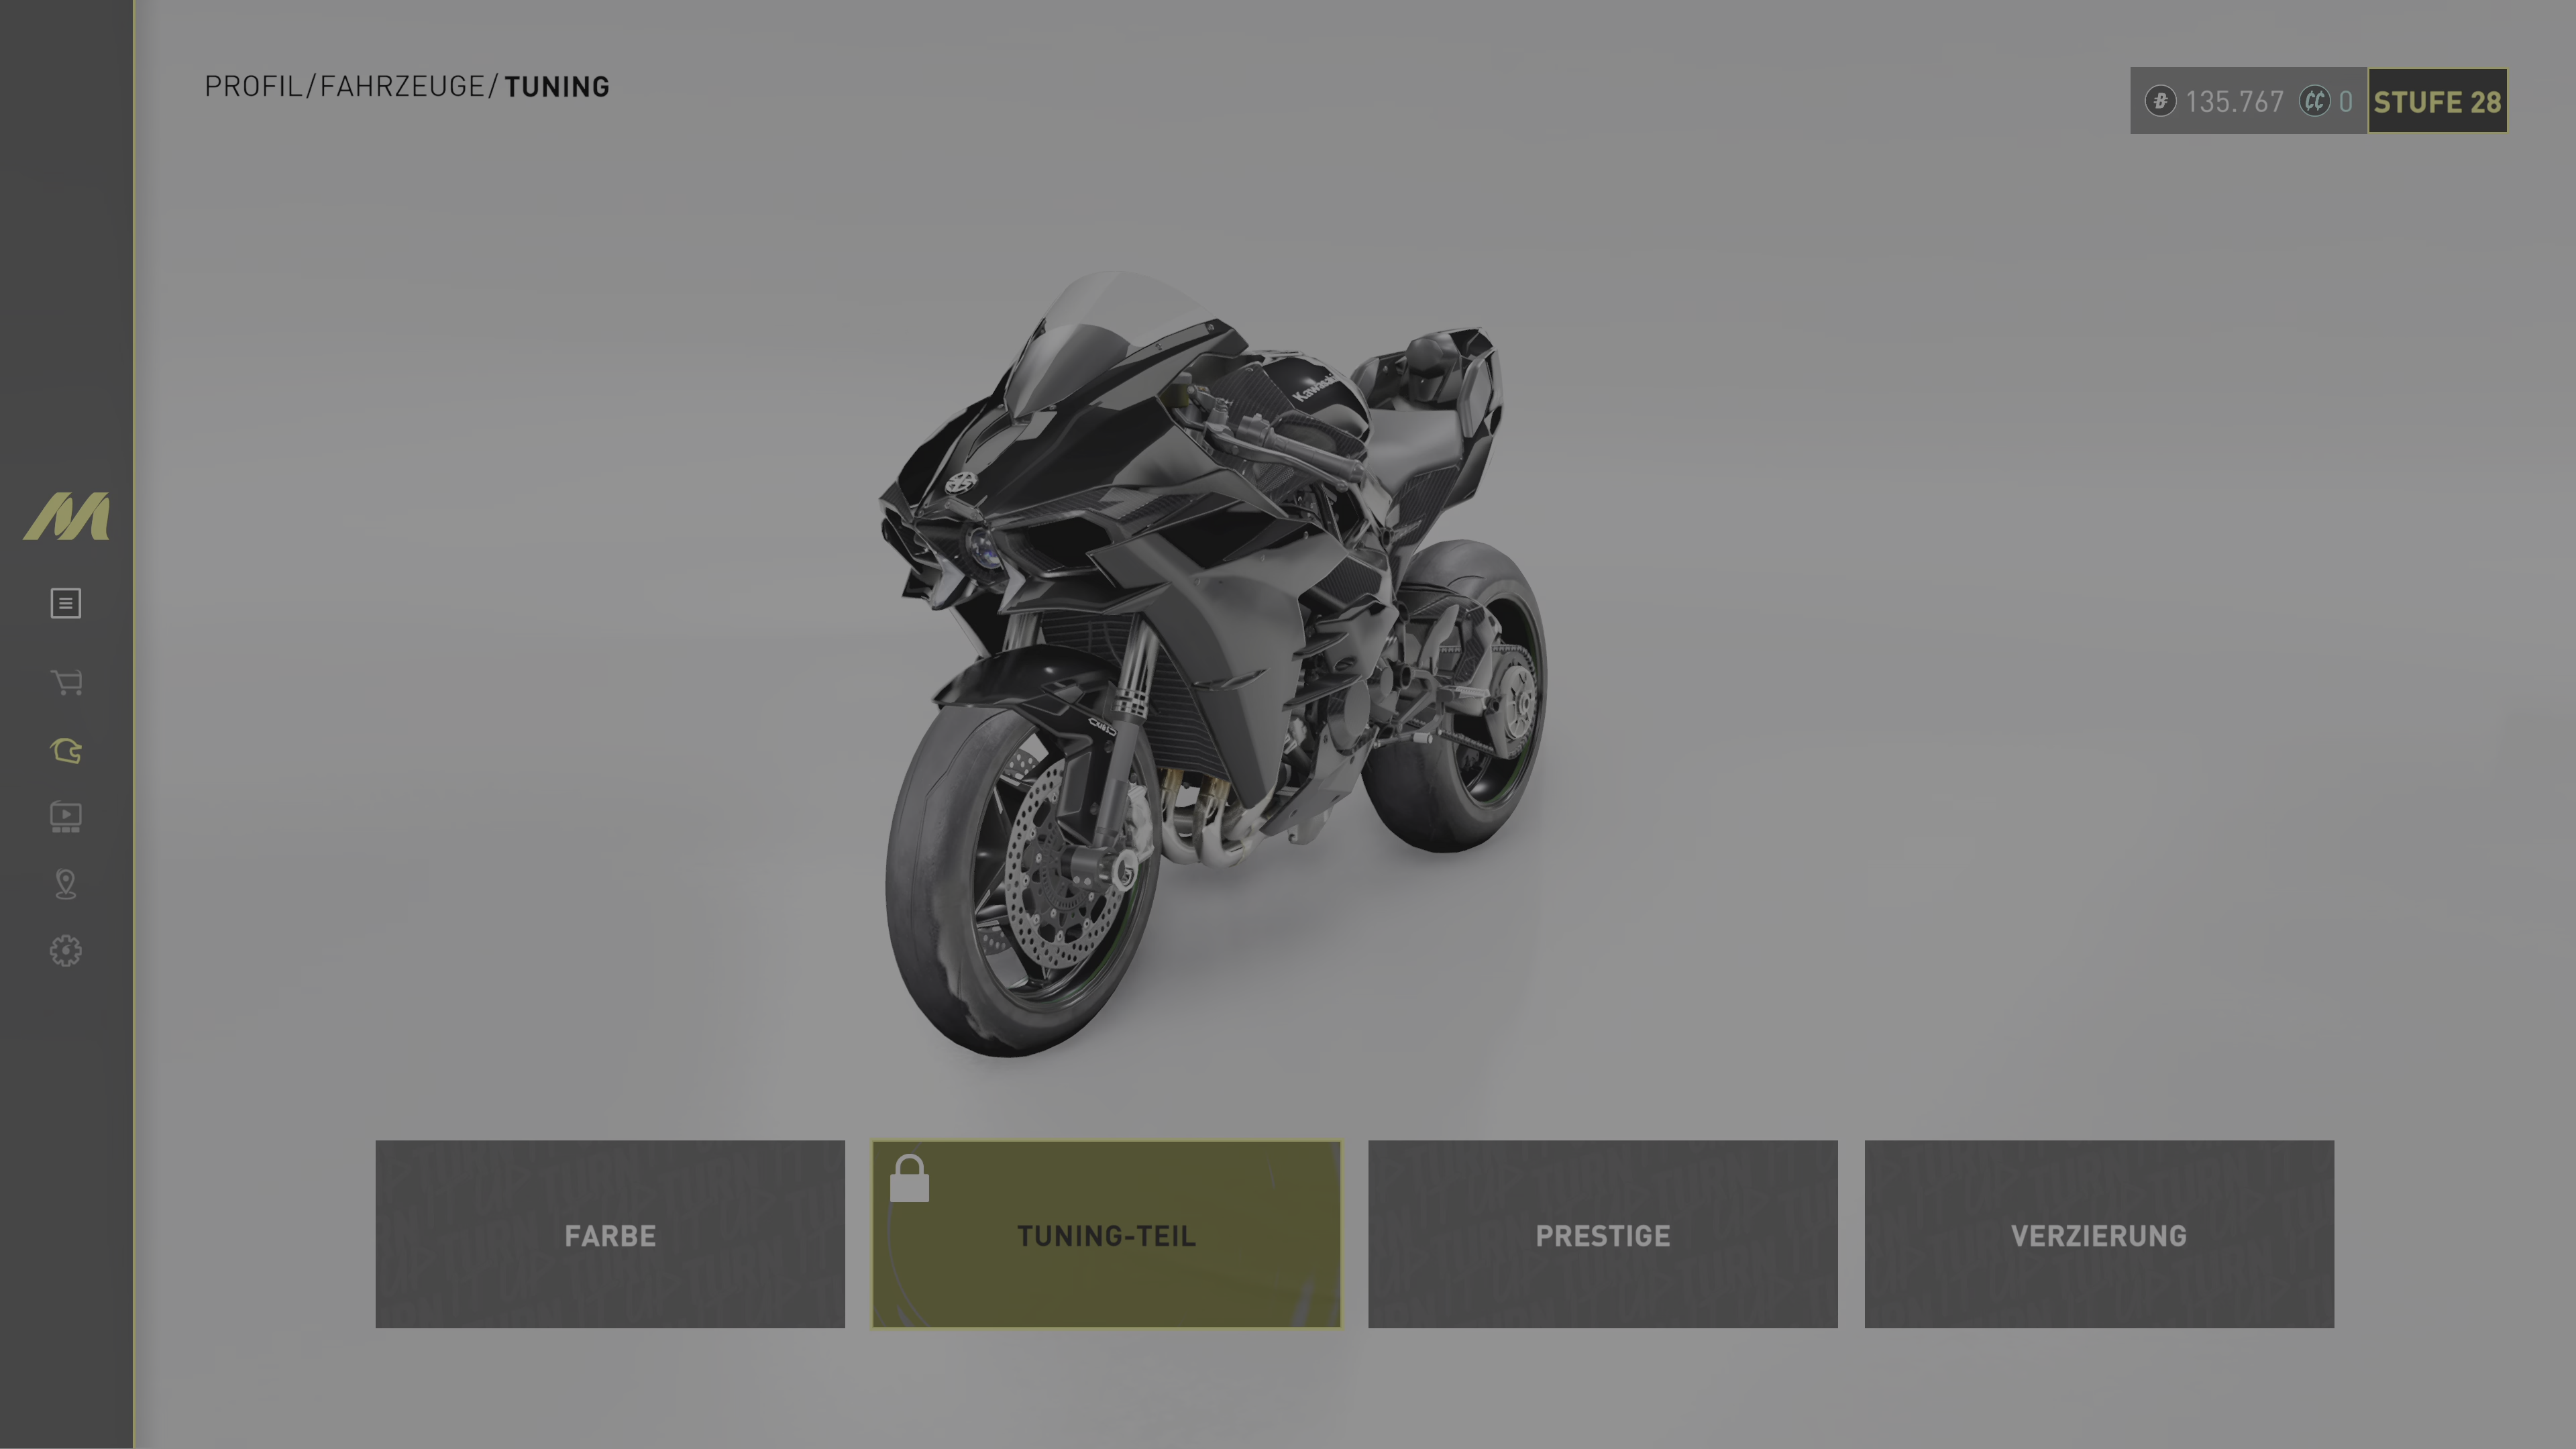 PROFIL/FAHRZEUGE/TUNING
135.767 0 STUFE 28
Kawasaki
FARBE
TUNING-TEIL
PRESTIGE
VERZIERUNG